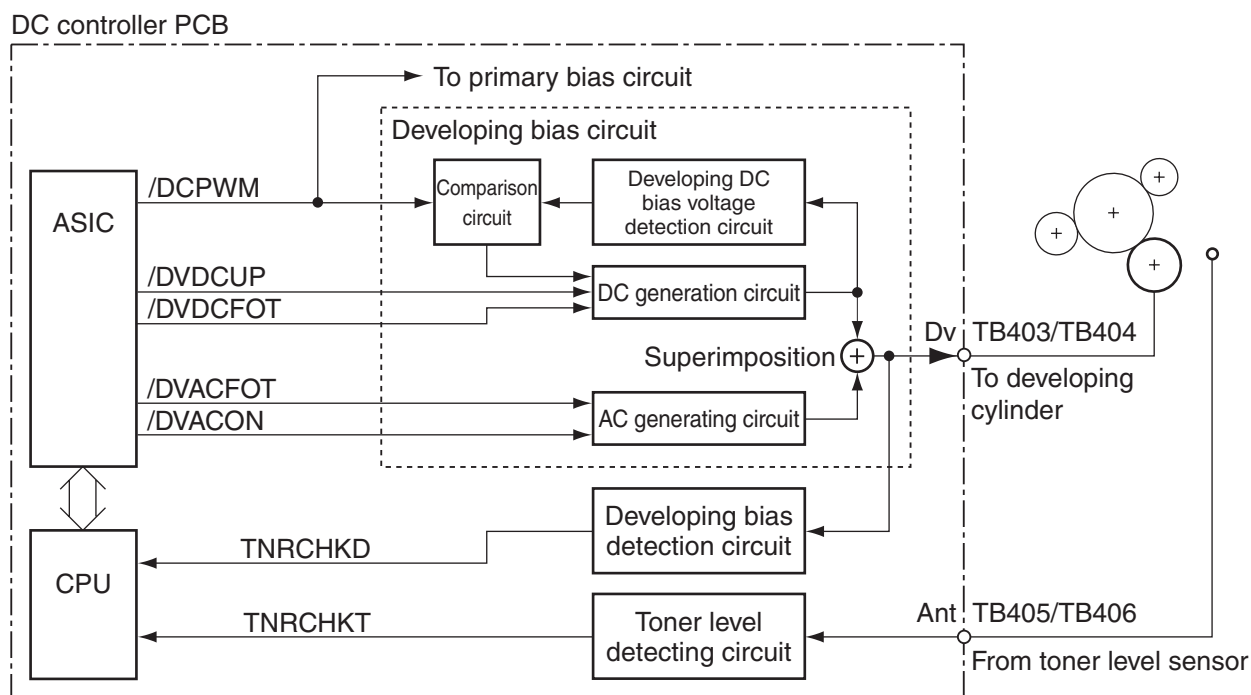 DC controller PCB
To primary bias circuit
Developing bias circuit
/DCPWM
Comparison
circuit
Developing DC
bias voltage
detection circuit
ASIC
/DVDCUP
DC generation circuit
/DVDCFOT
Superimposition
Dv
TB403/TB404
To developing
cylinder
/DVACFOT
AC generating circuit
/DVACON
Developing bias
detection circuit
TNRCHKD
CPU
TNRCHKT
Toner level
detecting circuit
Ant
TB405/TB406
From toner level sensor